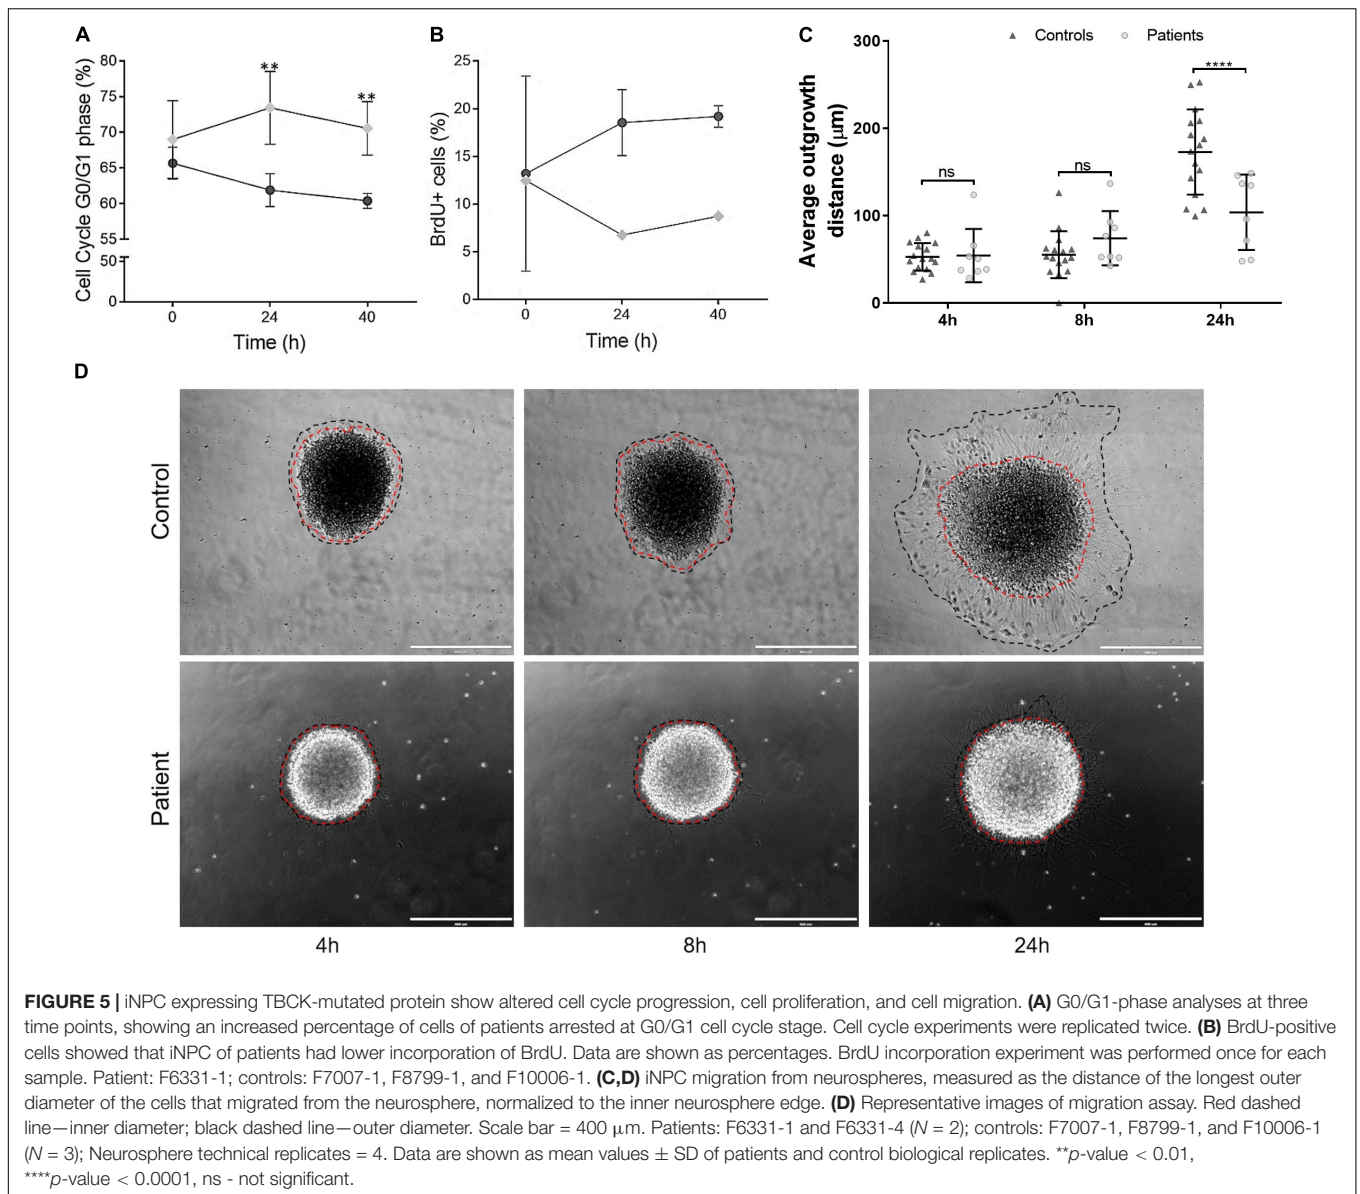 A
Cell Cycle G0/G1 phase (%)
80
75
70
65
60
55
50
0
**
**
0
24
40
Time (h)
B
BrdU+ cells (%)
25
20
15
10
5
0
0
24
40
Time (h)
C
Controls
Patients
Average outgrowth
distance (μm)
300
200
100
0
ns
ns
****
4h
8h
24h
D
Control
Patient
4h
8h
24h
FIGURE 5 | iNPC expressing TBCK-mutated protein show altered cell cycle progression, cell proliferation, and cell migration. (A) G0/G1-phase analyses at three
time points, showing an increased percentage of cells of patients arrested at G0/G1 cell cycle stage. Cell cycle experiments were replicated twice. (B) BrdU-positive
cells showed that iNPC of patients had lower incorporation of BrdU. Data are shown as percentages. BrdU incorporation experiment was performed once for each
sample. Patient: F6331-1; controls: F7007-1, F8799-1, and F10006-1. (C,D) iNPC migration from neurospheres, measured as the distance of the longest outer
diameter of the cells that migrated from the neurosphere, normalized to the inner neurosphere edge. (D) Representative images of migration assay. Red dashed
line—inner diameter; black dashed line—outer diameter. Scale bar = 400 μm. Patients: F6331-1 and F6331-4 (N = 2); controls: F7007-1, F8799-1, and F10006-1
(N = 3); Neurosphere technical replicates = 4. Data are shown as mean values ± SD of patients and control biological replicates. **p-value < 0.01,
****p-value < 0.0001, ns - not significant.